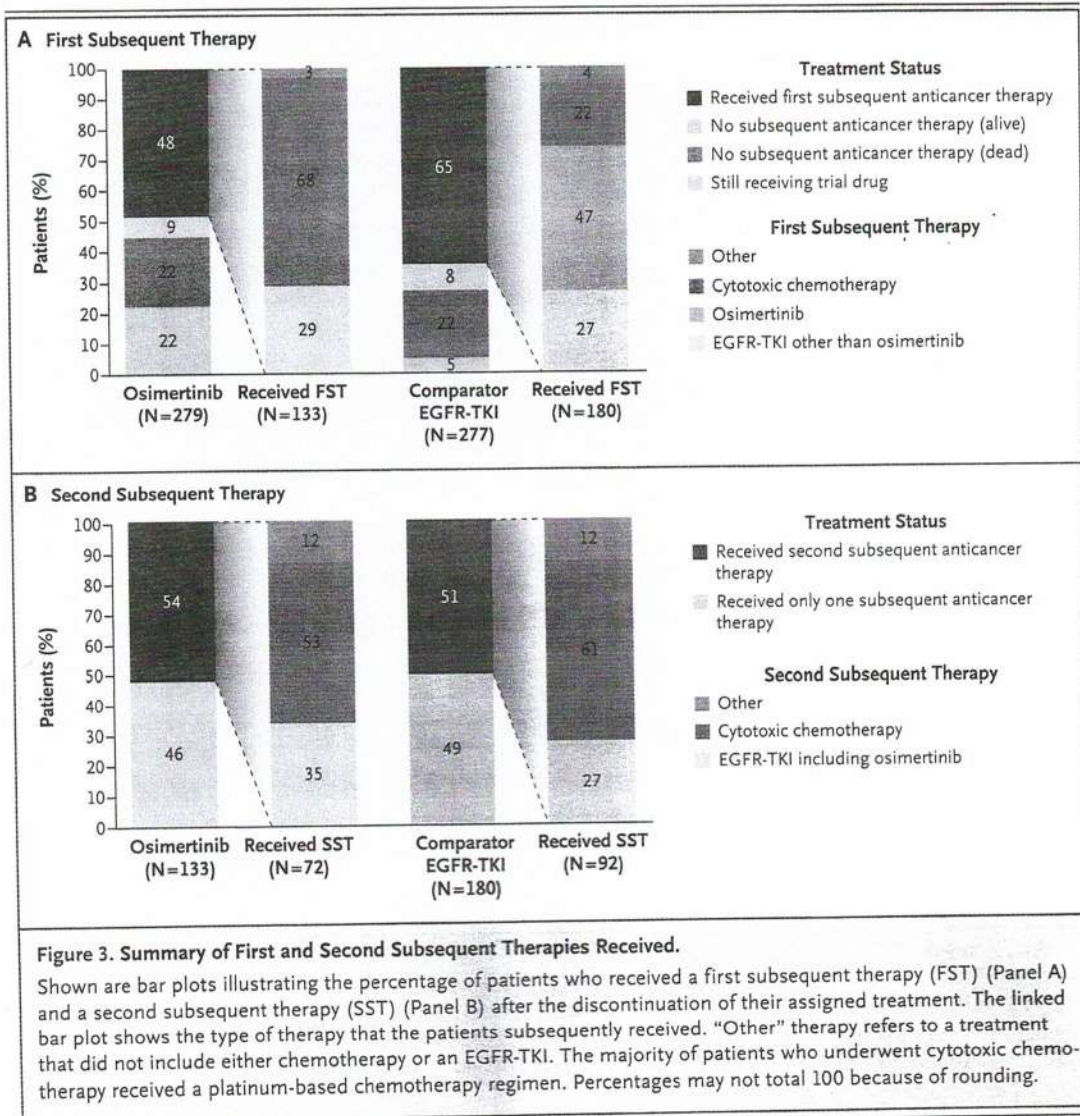 A First Subsequent Therapy
100
90
80
70
60
50
40
30
20
10
0
Patients (%)
48
9
22
22
3
68
29
65
8
22
5
4
22
47
27
Osimertinib
(N=279)
Received FST
(N=133)
Comparator
EGFR-TKI
(N=277)
Received FST
(N=180)
Treatment Status
Received first subsequent anticancer therapy
No subsequent anticancer therapy (alive)
No subsequent anticancer therapy (dead)
Still receiving trial drug
First Subsequent Therapy
Other
Cytotoxic chemotherapy
Osimertinib
EGFR-TKI other than osimertinib
B Second Subsequent Therapy
100
90
80
70
60
50
40
30
20
10
0
Patients (%)
54
46
12
53
35
51
49
12
61
27
Osimertinib
(N=133)
Received SST
(N=72)
Comparator
EGFR-TKI
(N=180)
Received SST
(N=92)
Treatment Status
Received second subsequent anticancer
therapy
Received only one subsequent anticancer
therapy
Second Subsequent Therapy
Other
Cytotoxic chemotherapy
EGFR-TKI including osimertinib
Figure 3. Summary of First and Second Subsequent Therapies Received.
Shown are bar plots illustrating the percentage of patients who received a first subsequent therapy (FST) (Panel A)
and a second subsequent therapy (SST) (Panel B) after the discontinuation of their assigned treatment. The linked
bar plot shows the type of therapy that the patients subsequently received. “Other” therapy refers to a treatment
that did not include either chemotherapy or an EGFR-TKI. The majority of patients who underwent cytotoxic chemo-
therapy received a platinum-based chemotherapy regimen. Percentages may not total 100 because of rounding.